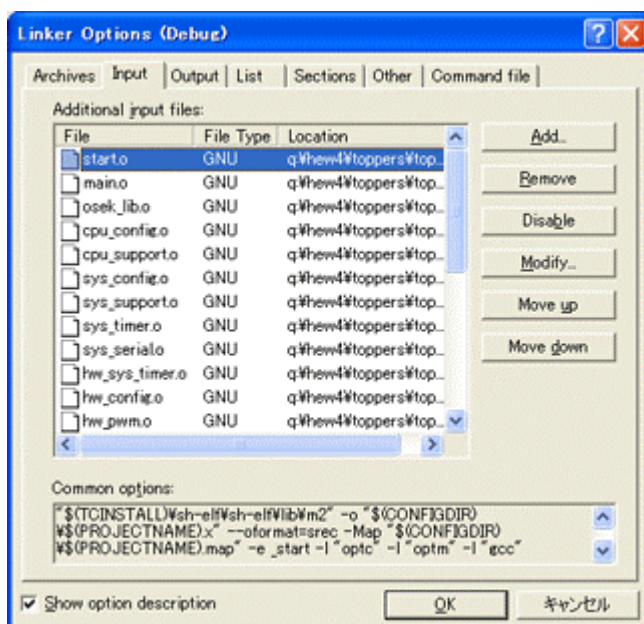 Linker Options (Debug)
Archives Input Output List Sections Other Command file
Additional input files:
File File Type Location
start.o GNU q:¥hew4¥toppers¥top...
main.o GNU q:¥hew4¥toppers¥top...
osek_lib.o GNU q:¥hew4¥toppers¥top...
cpu_config.o GNU q:¥hew4¥toppers¥top...
cpu_support.o GNU q:¥hew4¥toppers¥top...
sys_config.o GNU q:¥hew4¥toppers¥top...
sys_support.o GNU q:¥hew4¥toppers¥top...
sys_timer.o GNU q:¥hew4¥toppers¥top...
sys_serial.o GNU q:¥hew4¥toppers¥top...
hw_sys_timer.o GNU q:¥hew4¥toppers¥top...
hw_config.o GNU q:¥hew4¥toppers¥top...
hw_pwm.o GNU q:¥hew4¥toppers¥top...
Add...
Remove
Disable
Modify...
Move up
Move down
Common options:
"$(TCINSTALL)¥sh-elf¥sh-elf¥lib¥m2" -o "$(CONFIGDIR)
¥$(PROJECTNAME).x" --oformat=srec -Map "$(CONFIGDIR)
¥$(PROJECTNAME).map" -e _start -l "optc" -l "optm" -l "gcc"
Show option description
OK キャンセル